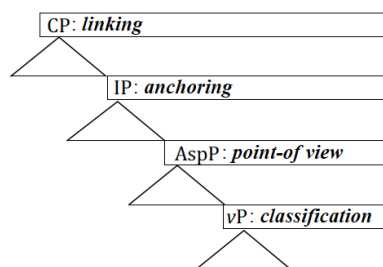 CP: linking
IP: anchoring
AspP: point-of view
vP: classification